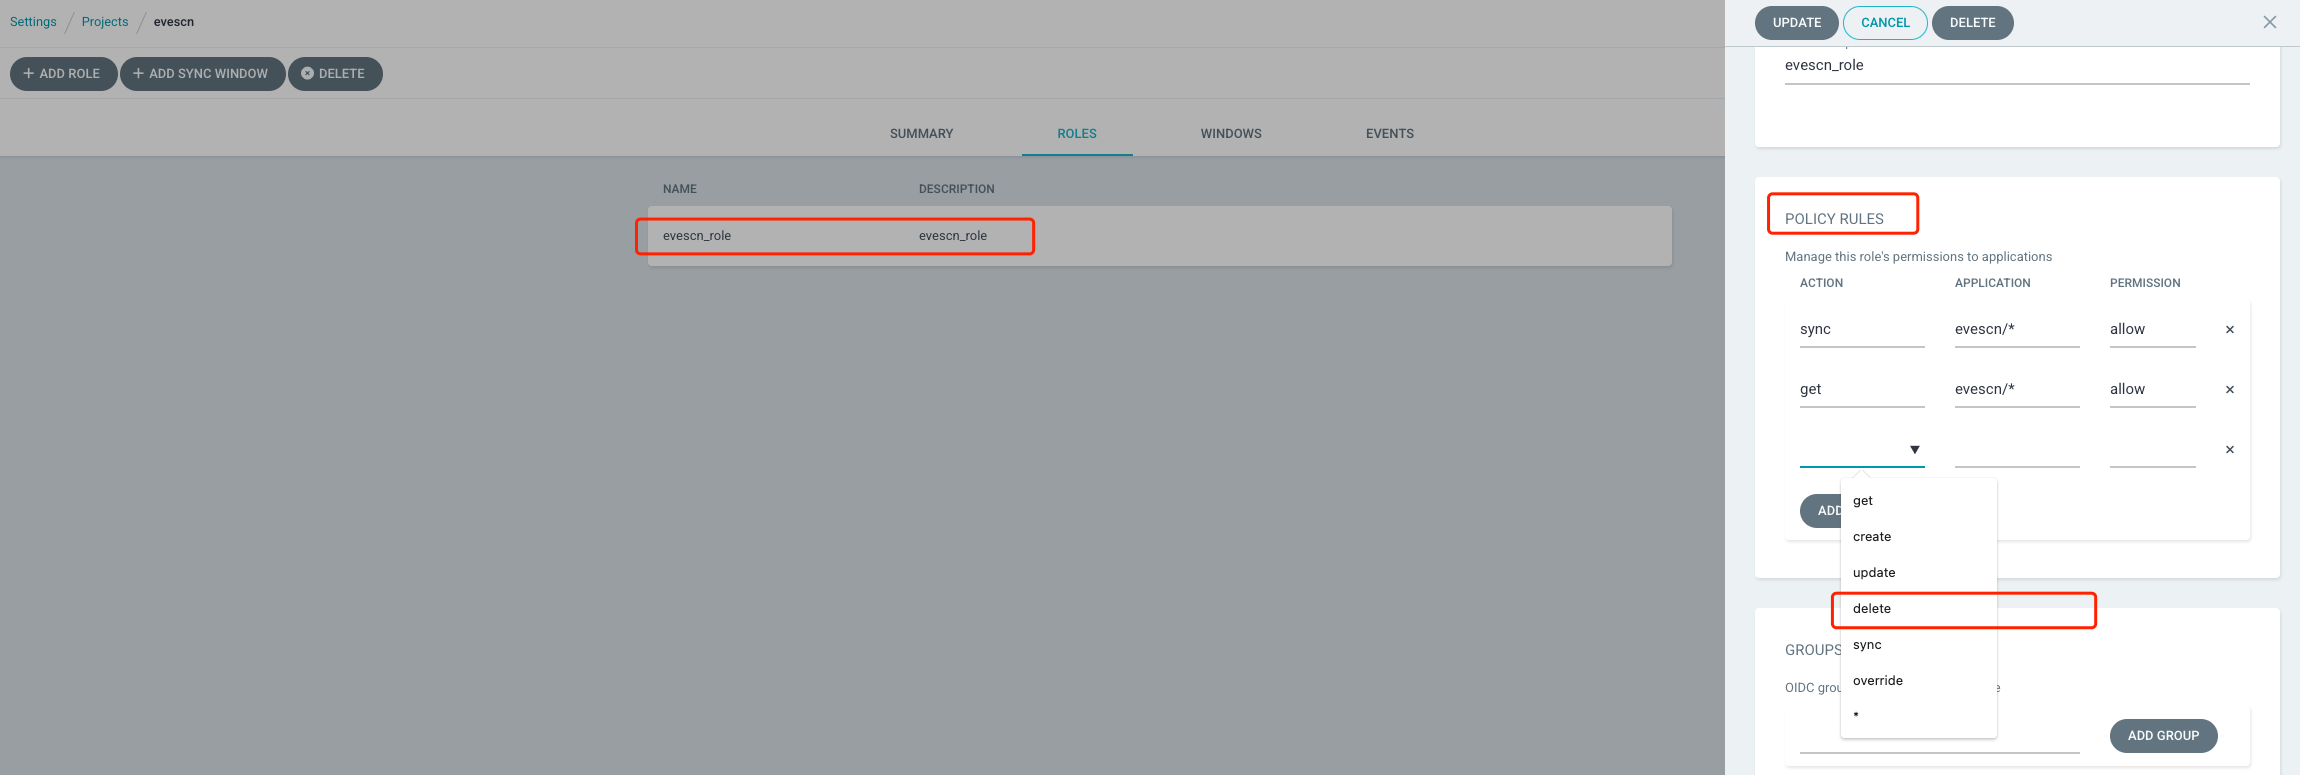 Settings / Projects / evescn
+ ADD ROLE + ADD SYNC WINDOW DELETE
SUMMARY ROLES WINDOWS EVENTS
NAME DESCRIPTION
evescn_role evescn_role
UPDATE CANCEL DELETE
evescn_role
POLICY RULES
Manage this role's permissions to applications
ACTION APPLICATION PERMISSION
sync evescn/* allow ×
get evescn/* allow ×
×
ADD
get
create
update
delete
sync
override
*
GROUPS
OIDC grou
ADD GROUP